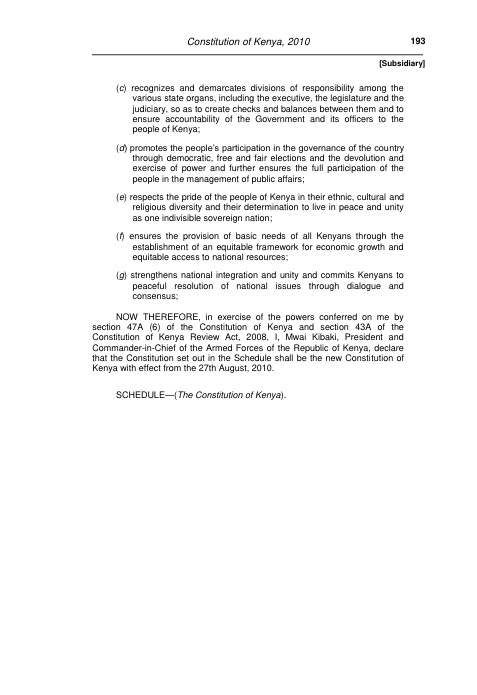 Constitution of Kenya, 2010
193
[Subsidiary]
(c) recognizes and demarcates divisions of responsibility among the
various state organs, including the executive, the legislature and the
judiciary, so as to create checks and balances between them and to
ensure accountability of the Government and its officers to the
people of Kenya;
(d) promotes the people's participation in the governance of the country
through democratic, free and fair elections and the devolution and
exercise of power and further ensures the full participation of the
people in the management of public affairs;
(e) respects the pride of the people of Kenya in their ethnic, cultural and
religious diversity and their determination to live in peace and unity
as one indivisible sovereign nation;
(f) ensures the provision of basic needs of all Kenyans through the
establishment of an equitable framework for economic growth and
equitable access to national resources;
(g) strengthens national integration and unity and commits Kenyans to
peaceful resolution of national issues through dialogue and
consensus;
NOW THEREFORE, in exercise of the powers conferred on me by
section 47A (6) of the Constitution of Kenya and section 43A of the
Constitution of Kenya Review Act, 2008, I, Mwai Kibaki, President and
Commander-in-Chief of the Armed Forces of the Republic of Kenya, declare
that the Constitution set out in the Schedule shall be the new Constitution of
Kenya with effect from the 27th August, 2010.
SCHEDULE—(The Constitution of Kenya).